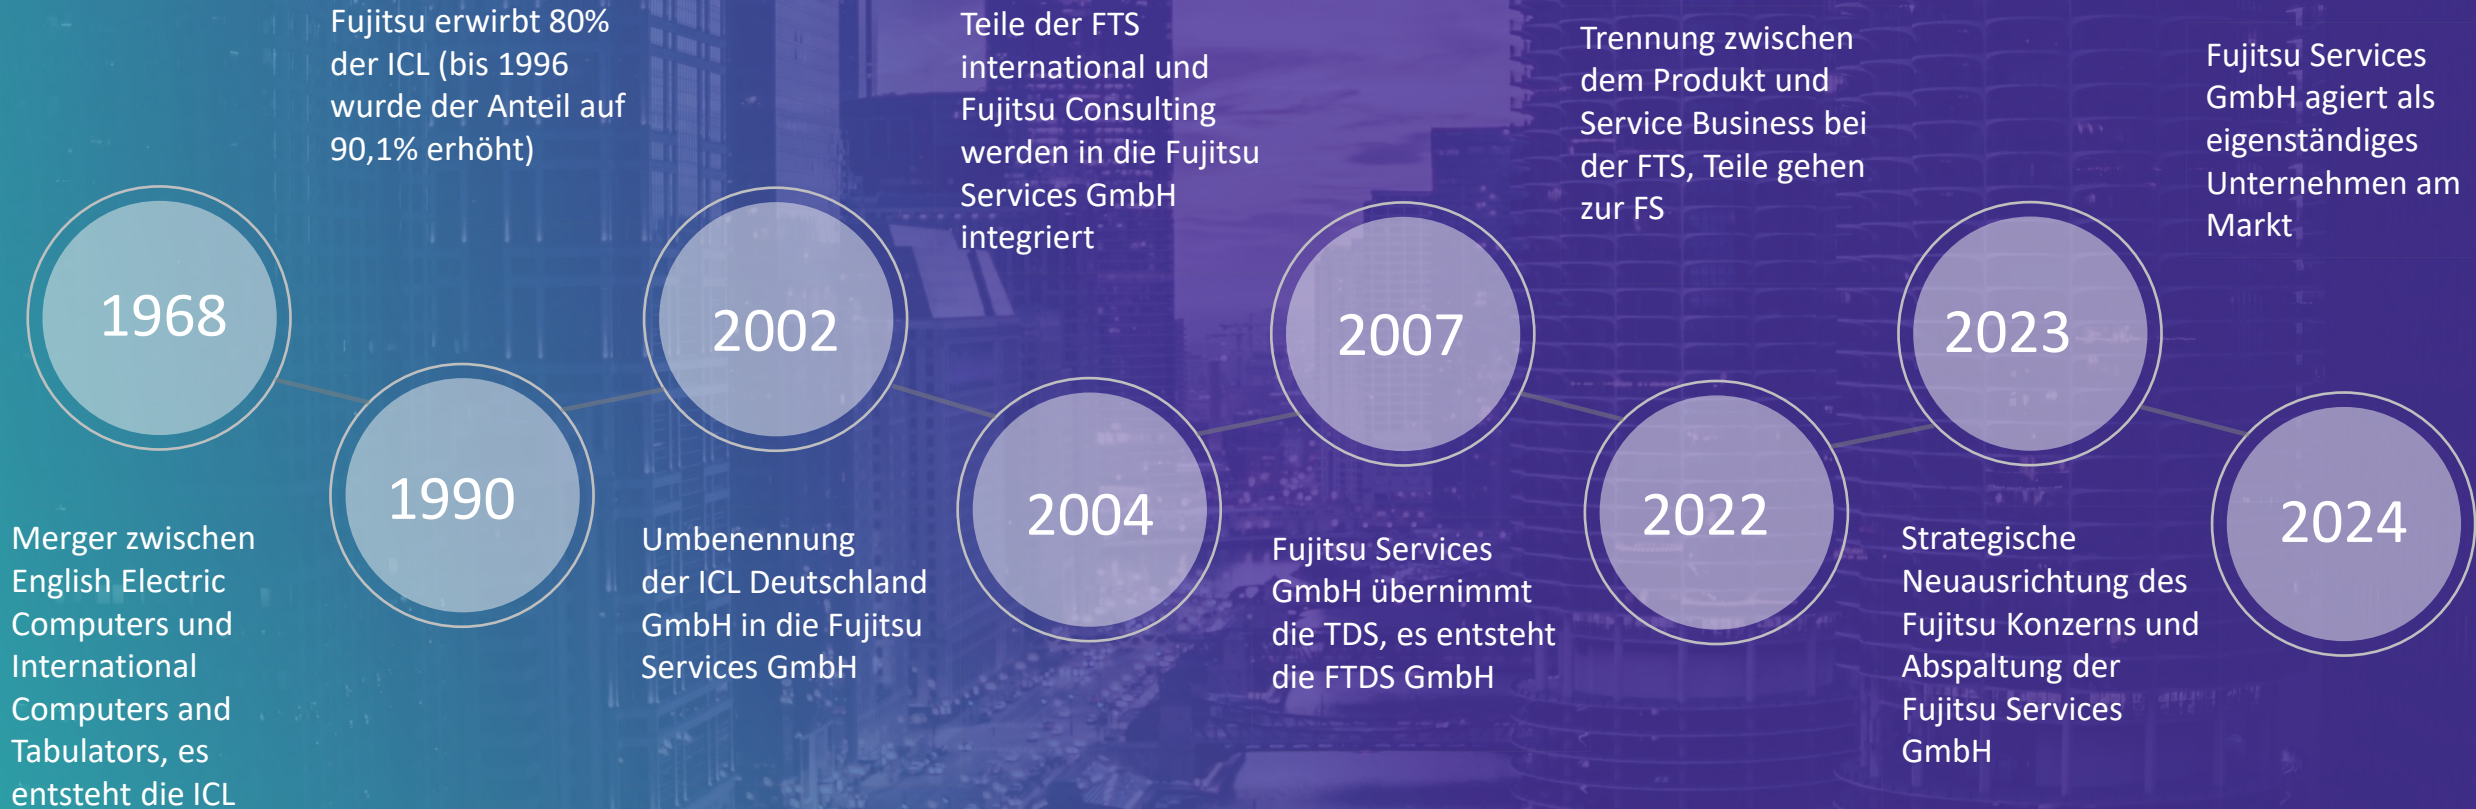 1968
Merger zwischen
English Electric
Computers und
International
Computers and
Tabulators, es
entsteht die ICL
Fujitsu erwirbt 80%
der ICL (bis 1996
wurde der Anteil auf
90,1% erhöht)
1990
2002
Umbenennung
der ICL Deutschland
GmbH in die Fujitsu
Services GmbH
Teile der FTS
international und
Fujitsu Consulting
werden in die Fujitsu
Services GmbH
integriert
2004
2007
Fujitsu Services
GmbH übernimmt
die TDS, es entsteht
die FTDS GmbH
Trennung zwischen
dem Produkt und
Service Business bei
der FTS, Teile gehen
zur FS
2022
2023
Strategische
Neuausrichtung des
Fujitsu Konzerns und
Abspaltung der
Fujitsu Services
GmbH
Fujitsu Services
GmbH agiert als
eigenständiges
Unternehmen am
Markt
2024